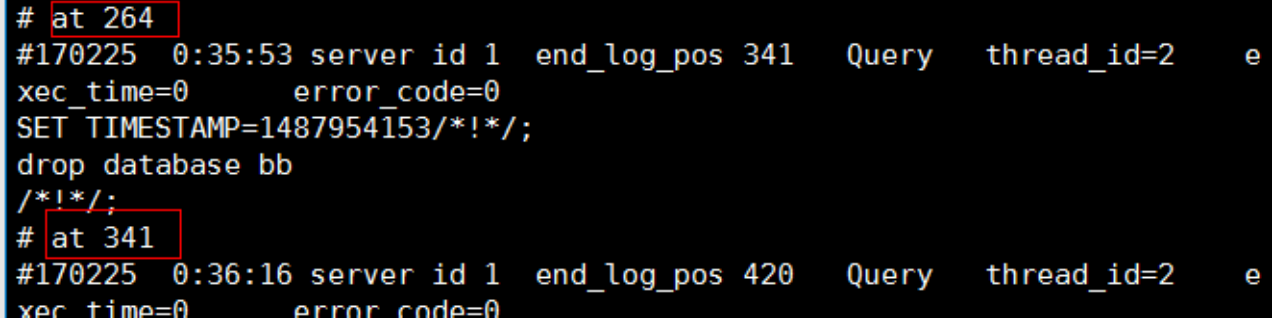 # at 264
#170225  0:35:53 server id 1  end_log_pos 341   Query   thread_id=2     e
xec_time=0      error_code=0
SET TIMESTAMP=1487954153/*!*/;
drop database bb
/*!*/;
# at 341
#170225  0:36:16 server id 1  end_log_pos 420   Query   thread_id=2     e
xec_time=0      error_code=0